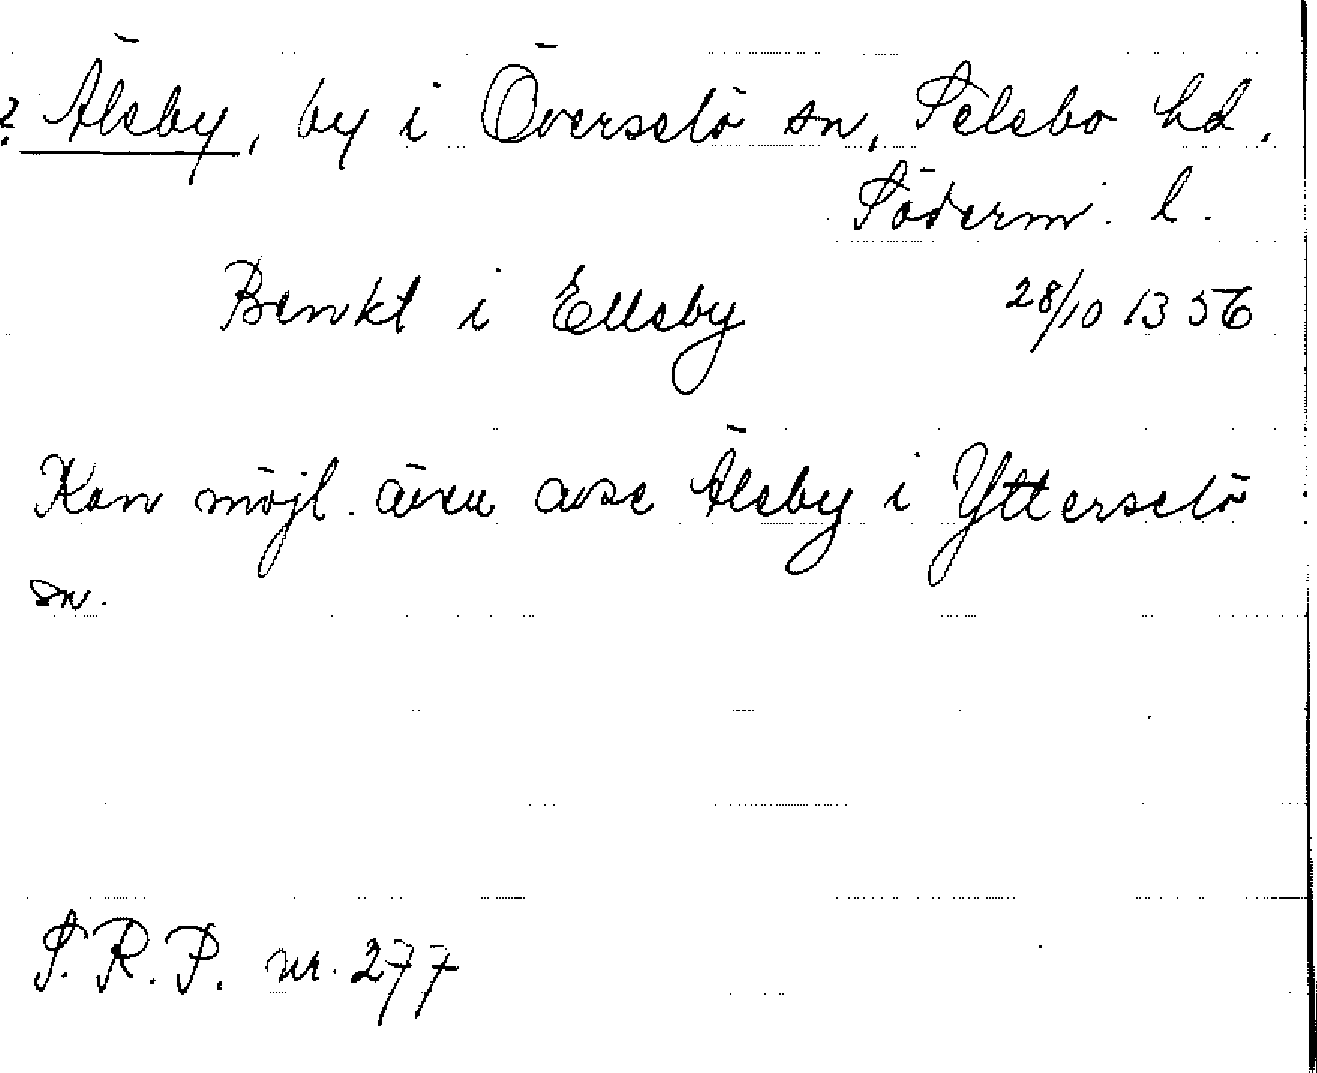 ? Älsby, by i Överselö sn, Selebo hd,
Söderm. l.
Benkt i Ellsby 28/10 1356
Kan möjl. även avse Älsby i Ytterselö
sn.
S.R.P. nr. 277